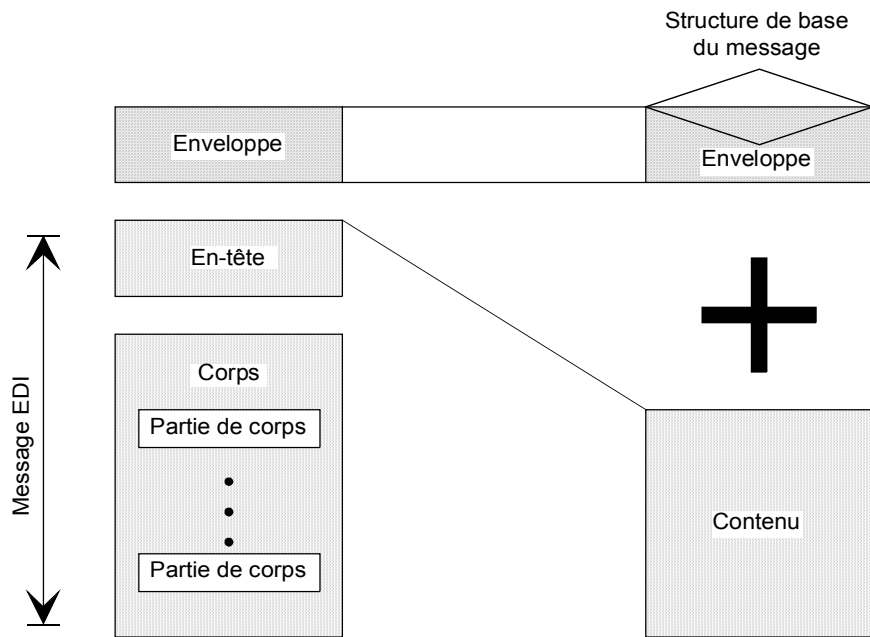 Structure de base
du message
Enveloppe
Enveloppe
En-tête
Message EDI
Corps
Partie de corps
Partie de corps
Contenu